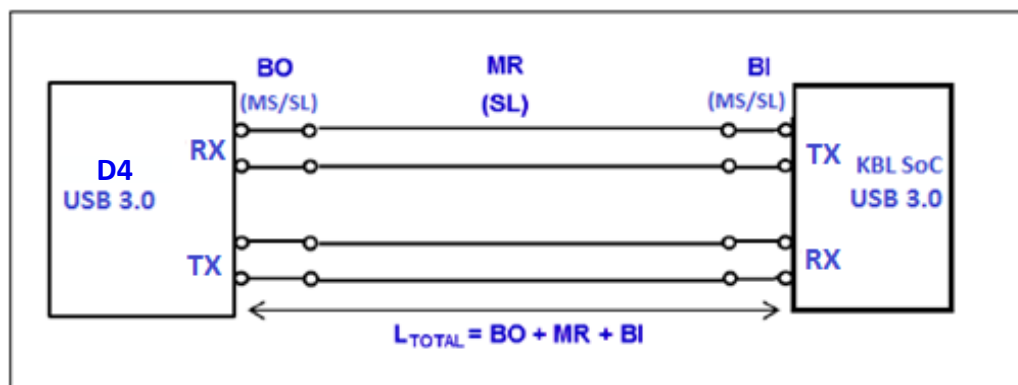 BO MR BI
(MS/SL) (SL) (MS/SL)
RX TX
D4 KBL SoC
USB 3.0 USB 3.0
TX RX
L_TOTAL = BO + MR + BI